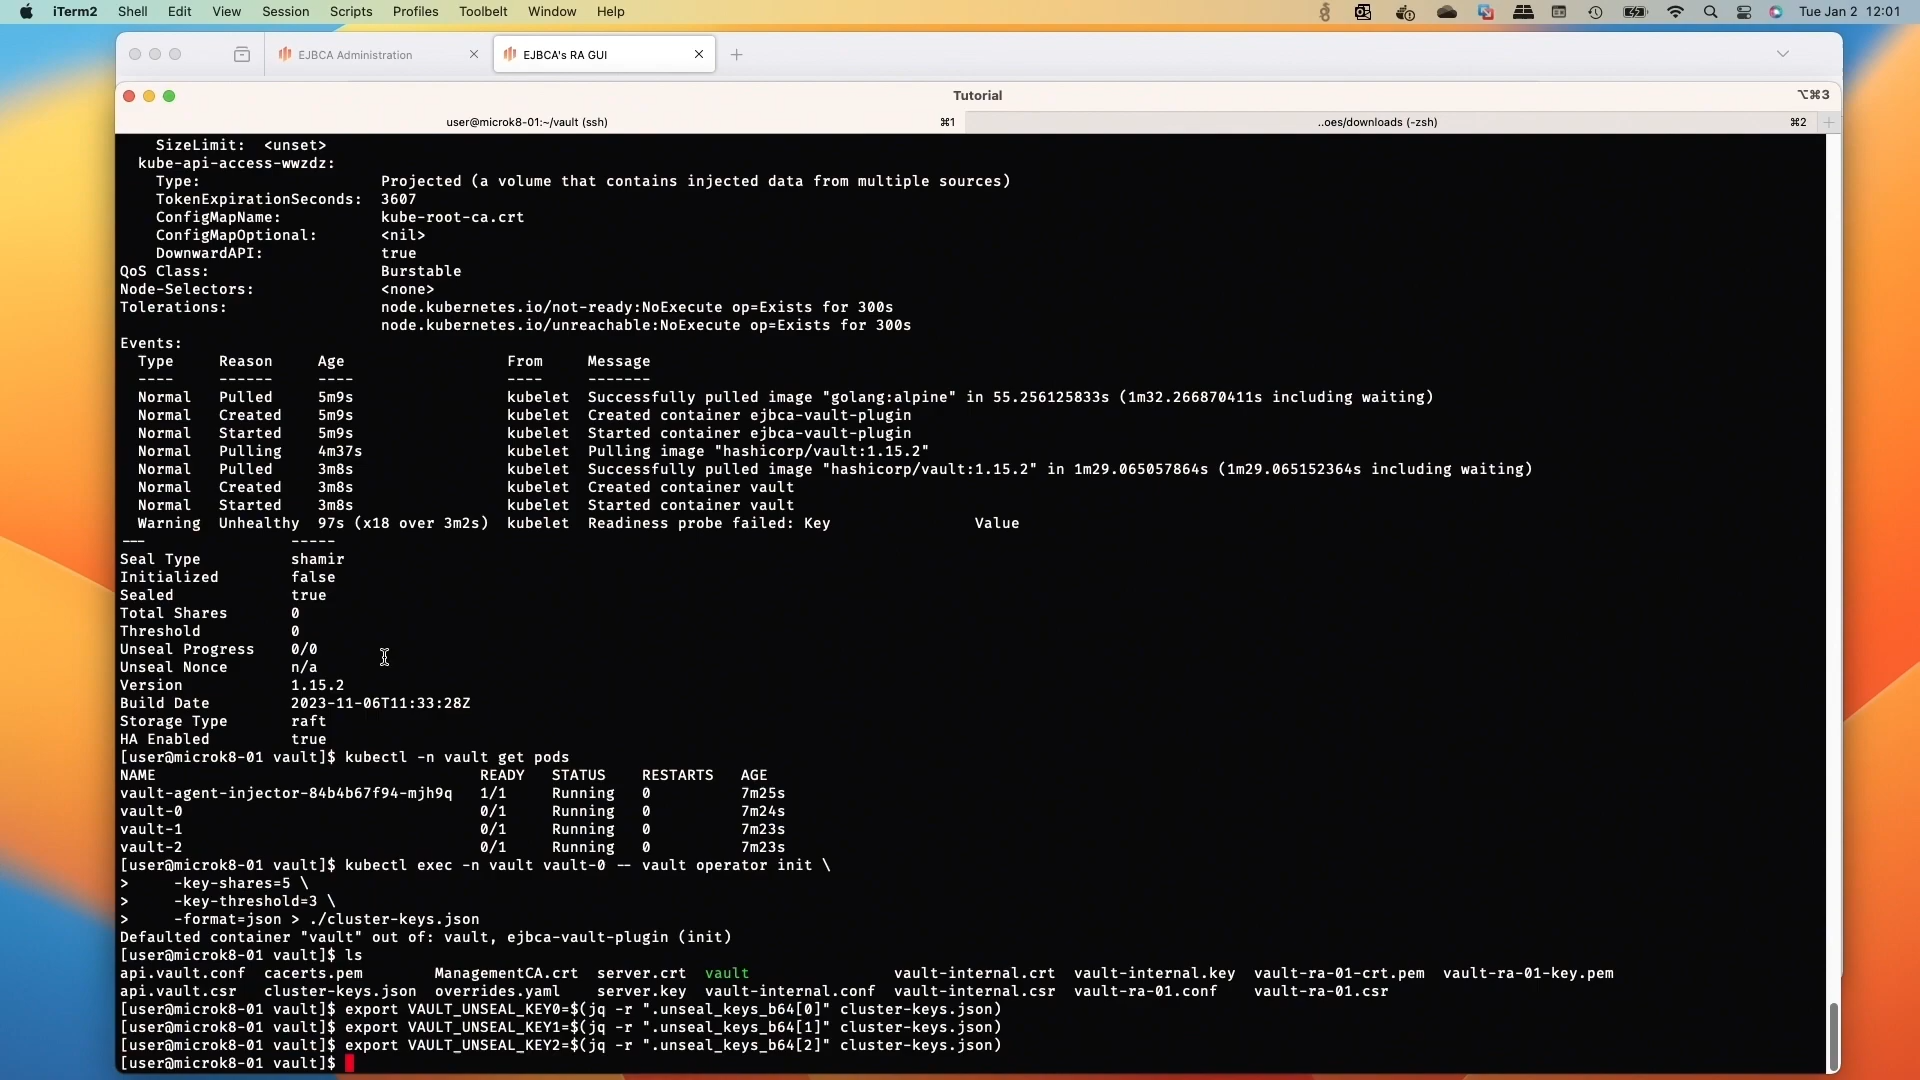 iTerm2 Shell Edit View Session Scripts Profiles Toolbelt Window Help Tue Jan 2 12:01
EJBCA Administration EJBCA's RA GUI
Tutorial ⌥⌘3
user@microk8-01:~/vault (ssh) ⌘1 ..oes/downloads (-zsh) ⌘2
SizeLimit: <unset>
kube-api-access-wwzdz:
Type: Projected (a volume that contains injected data from multiple sources)
TokenExpirationSeconds: 3607
ConfigMapName: kube-root-ca.crt
ConfigMapOptional: <nil>
DownwardAPI: true
QoS Class: Burstable
Node-Selectors: <none>
Tolerations: node.kubernetes.io/not-ready:NoExecute op=Exists for 300s
node.kubernetes.io/unreachable:NoExecute op=Exists for 300s
Events:
Type Reason Age From Message
---- ------ ---- ---- -------
Normal Pulled 5m9s kubelet Successfully pulled image "golang:alpine" in 55.256125833s (1m32.266870411s including waiting)
Normal Created 5m9s kubelet Created container ejbca-vault-plugin
Normal Started 5m9s kubelet Started container ejbca-vault-plugin
Normal Pulling 4m37s kubelet Pulling image "hashicorp/vault:1.15.2"
Normal Pulled 3m8s kubelet Successfully pulled image "hashicorp/vault:1.15.2" in 1m29.065057864s (1m29.065152364s including waiting)
Normal Created 3m8s kubelet Created container vault
Normal Started 3m8s kubelet Started container vault
Warning Unhealthy 97s (x18 over 3m2s) kubelet Readiness probe failed: Key Value
--- -----
Seal Type shamir
Initialized false
Sealed true
Total Shares 0
Threshold 0
Unseal Progress 0/0
Unseal Nonce n/a
Version 1.15.2
Build Date 2023-11-06T11:33:28Z
Storage Type raft
HA Enabled true
[user@microk8-01 vault]$ kubectl -n vault get pods
NAME READY STATUS RESTARTS AGE
vault-agent-injector-84b4b67f94-mjh9q 1/1 Running 0 7m25s
vault-0 0/1 Running 0 7m24s
vault-1 0/1 Running 0 7m23s
vault-2 0/1 Running 0 7m23s
[user@microk8-01 vault]$ kubectl exec -n vault vault-0 -- vault operator init \
> -key-shares=5 \
> -key-threshold=3 \
> -format=json > ./cluster-keys.json
Defaulted container "vault" out of: vault, ejbca-vault-plugin (init)
[user@microk8-01 vault]$ ls
api.vault.conf cacerts.pem ManagementCA.crt server.crt vault vault-internal.crt vault-internal.key vault-ra-01-crt.pem vault-ra-01-key.pem
api.vault.csr cluster-keys.json overrides.yaml server.key vault-internal.conf vault-internal.csr vault-ra-01.conf vault-ra-01.csr
[user@microk8-01 vault]$ export VAULT_UNSEAL_KEY0=$(jq -r ".unseal_keys_b64[0]" cluster-keys.json)
[user@microk8-01 vault]$ export VAULT_UNSEAL_KEY1=$(jq -r ".unseal_keys_b64[1]" cluster-keys.json)
[user@microk8-01 vault]$ export VAULT_UNSEAL_KEY2=$(jq -r ".unseal_keys_b64[2]" cluster-keys.json)
[user@microk8-01 vault]$